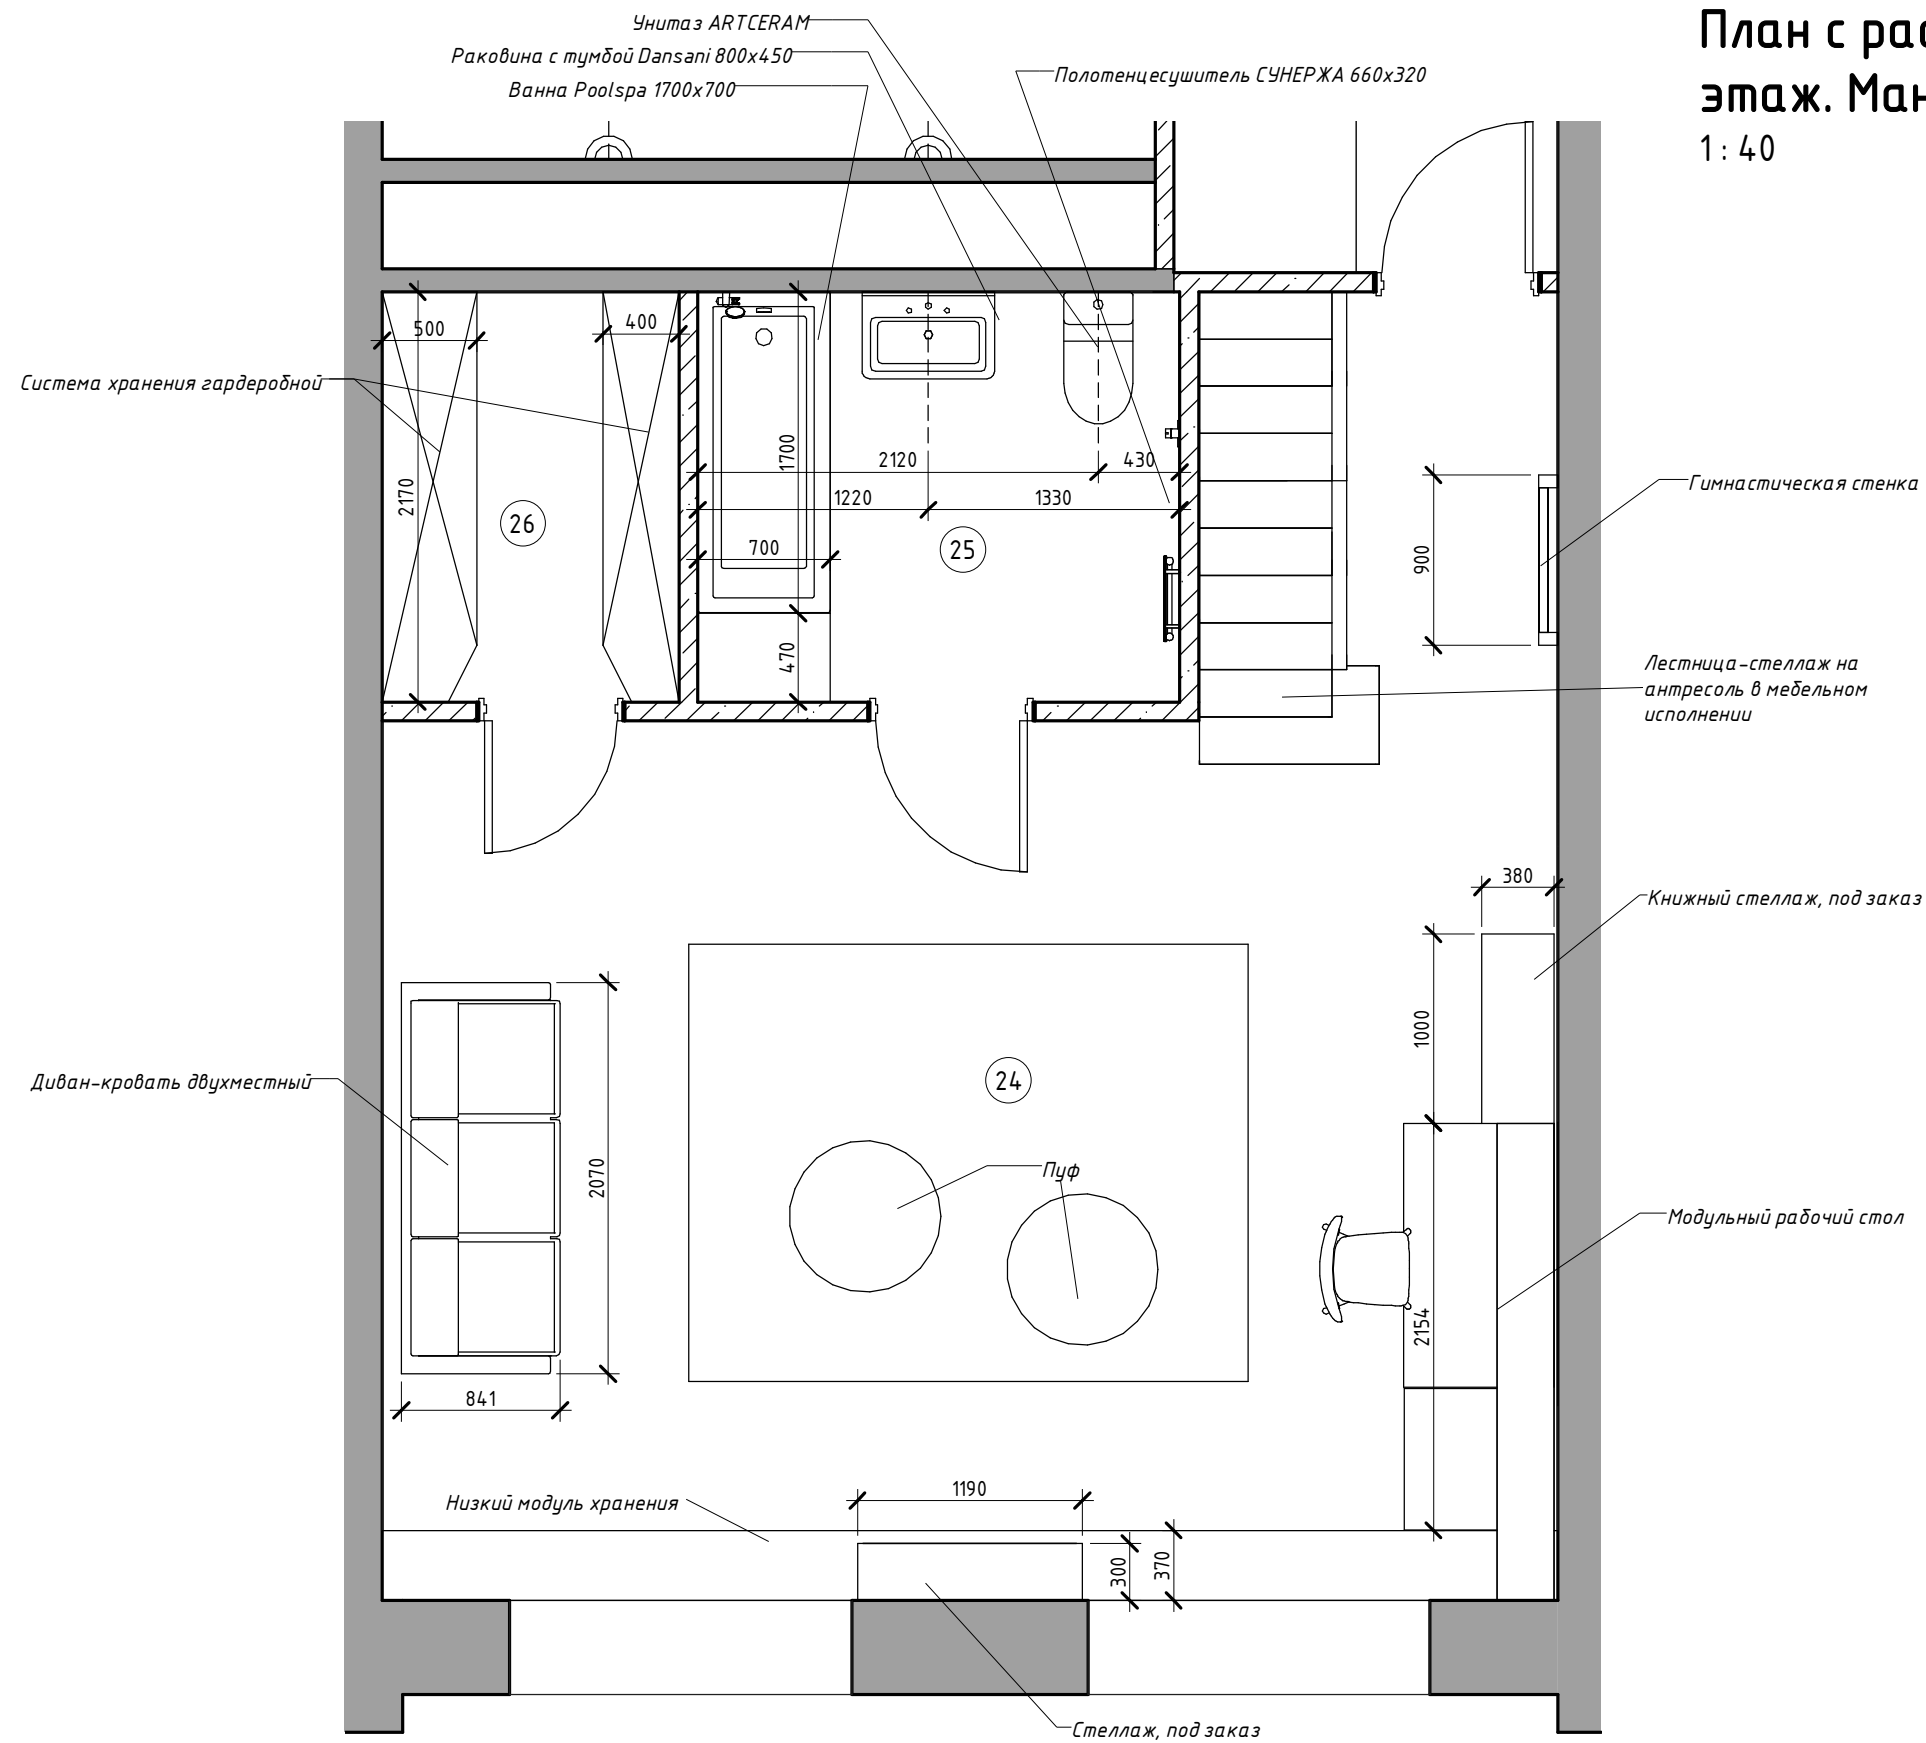 Унитаз ARTCERAM
Раковина с тумбой Dansani 800x450
Ванна Poolspa 1700x700
Полотенцесушитель СУНЕРЖА 660x320
План с рас
этаж. Ман
1 : 40
500
400
Система хранения гардеробной
2170
26
1700
2120
430
1220
1330
700
25
470
900
Гимнастическая стенка
Лестница-стеллаж на
антресоль в мебельном
исполнении
380
Книжный стеллаж, под заказ
1000
24
Диван-кровать двухместный
2070
841
Пуф
Модульный рабочий стол
2154
Низкий модуль хранения
1190
300
370
Стеллаж, под заказ